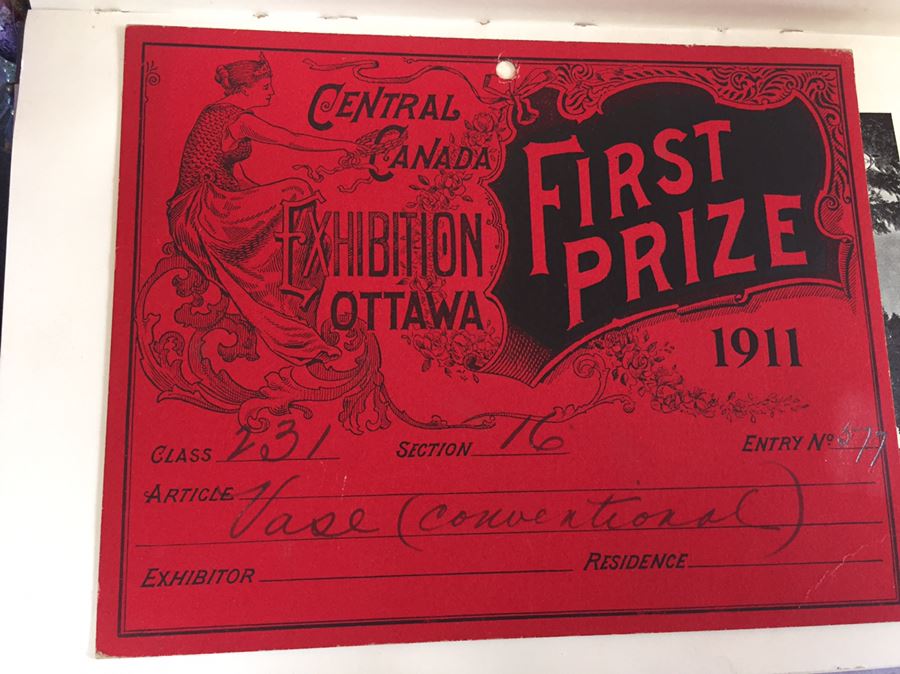 CENTRAL
CANADA
EXHIBITION
OTTAWA
FIRST
PRIZE
1911
CLASS 231 SECTION 16 ENTRY No 577
ARTICLE
Vase (conventional)
EXHIBITOR RESIDENCE